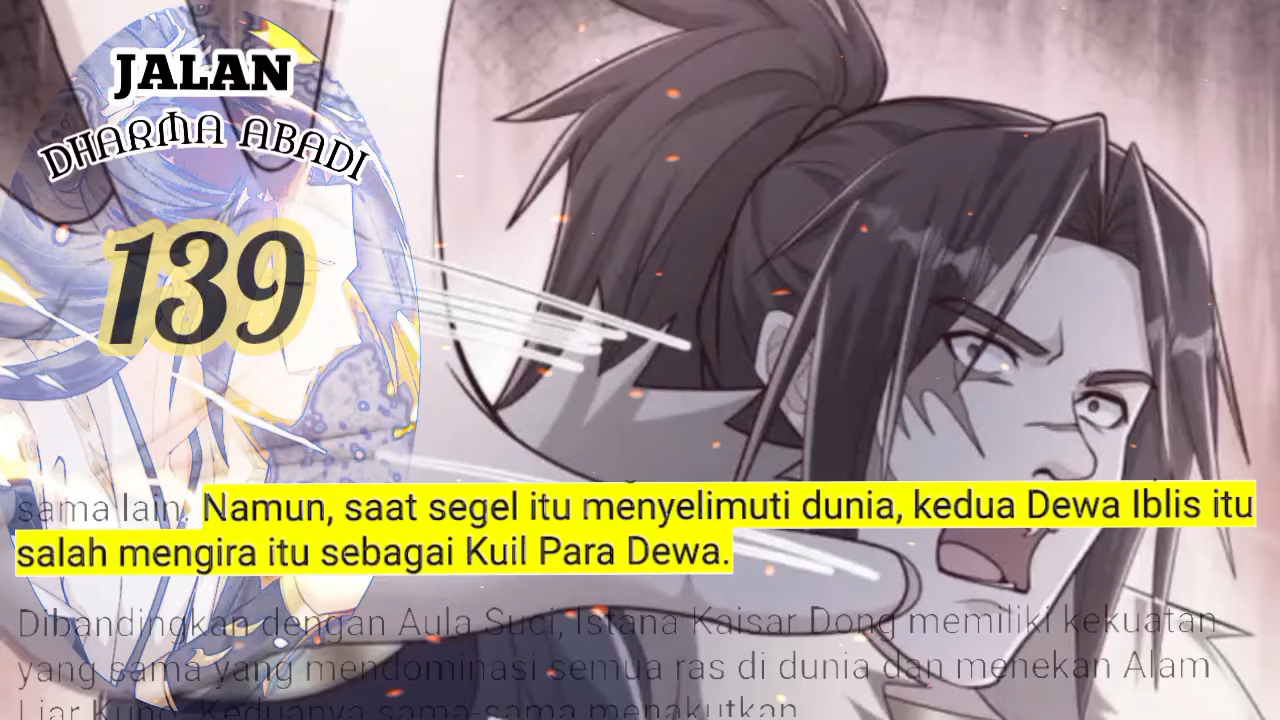 JALAN
DHARMA ABADI
139
sama lain. Namun, saat segel itu menyelimuti dunia, kedua Dewa Iblis itu
salah mengira itu sebagai Kuil Para Dewa.
Dibandingkan dengan Aula Suci, Istana Kaisar Dong memiliki kekuatan
yang sama yang mendominasi semua ras di dunia dan menekan Alam
Liar Kuno. Keduanya sama-sama menakutkan.